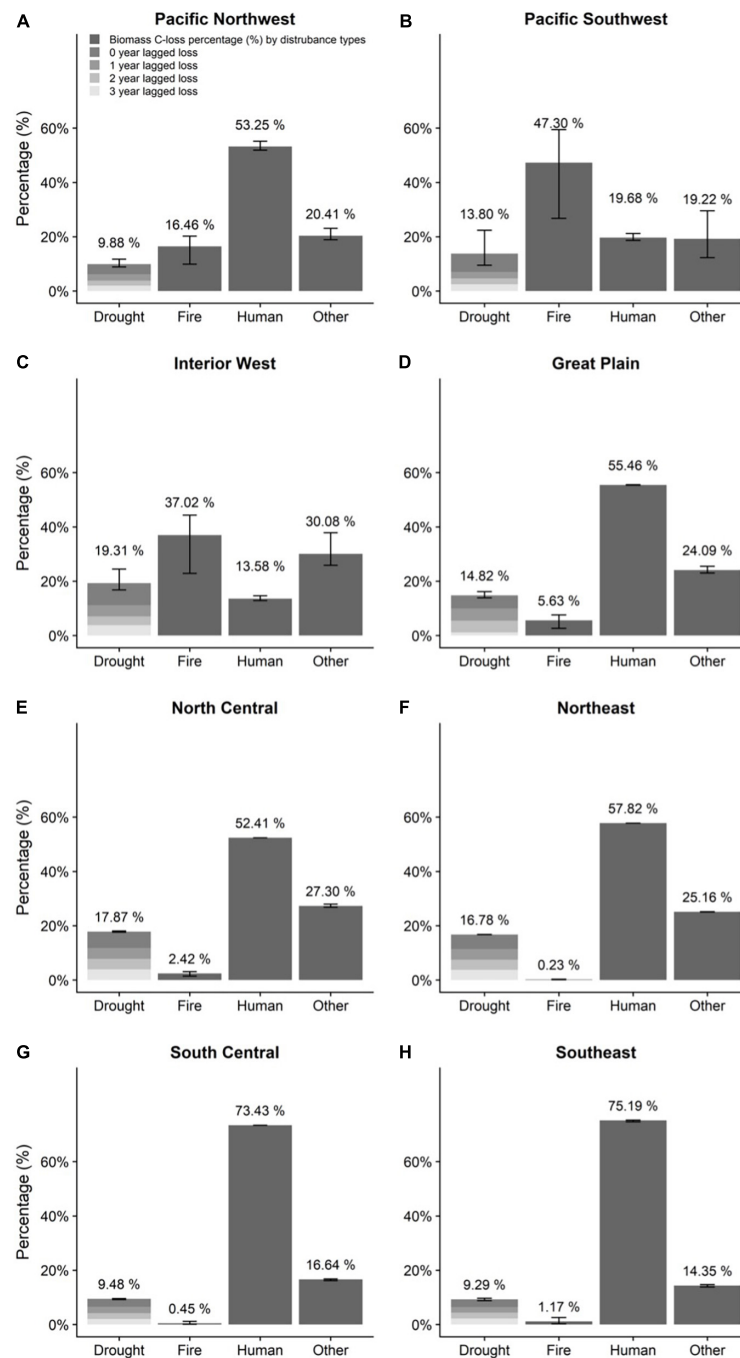 A
Pacific Northwest
Biomass C-loss percentage (%) by distrubance types
0 year lagged loss
1 year lagged loss
2 year lagged loss
3 year lagged loss
Percentage (%)
60%
40%
20%
0%
9.88 %
16.46 %
53.25 %
20.41 %
Drought Fire Human Other
B
Pacific Southwest
60%
40%
20%
0%
13.80 %
47.30 %
19.68 %
19.22 %
Drought Fire Human Other
C
Interior West
Percentage (%)
60%
40%
20%
0%
19.31 %
37.02 %
13.58 %
30.08 %
Drought Fire Human Other
D
Great Plain
60%
40%
20%
0%
14.82 %
5.63 %
55.46 %
24.09 %
Drought Fire Human Other
E
North Central
Percentage (%)
60%
40%
20%
0%
17.87 %
2.42 %
52.41 %
27.30 %
Drought Fire Human Other
F
Northeast
60%
40%
20%
0%
16.78 %
0.23 %
57.82 %
25.16 %
Drought Fire Human Other
G
South Central
Percentage (%)
60%
40%
20%
0%
9.48 %
0.45 %
73.43 %
16.64 %
Drought Fire Human Other
H
Southeast
60%
40%
20%
0%
9.29 %
1.17 %
75.19 %
14.35 %
Drought Fire Human Other